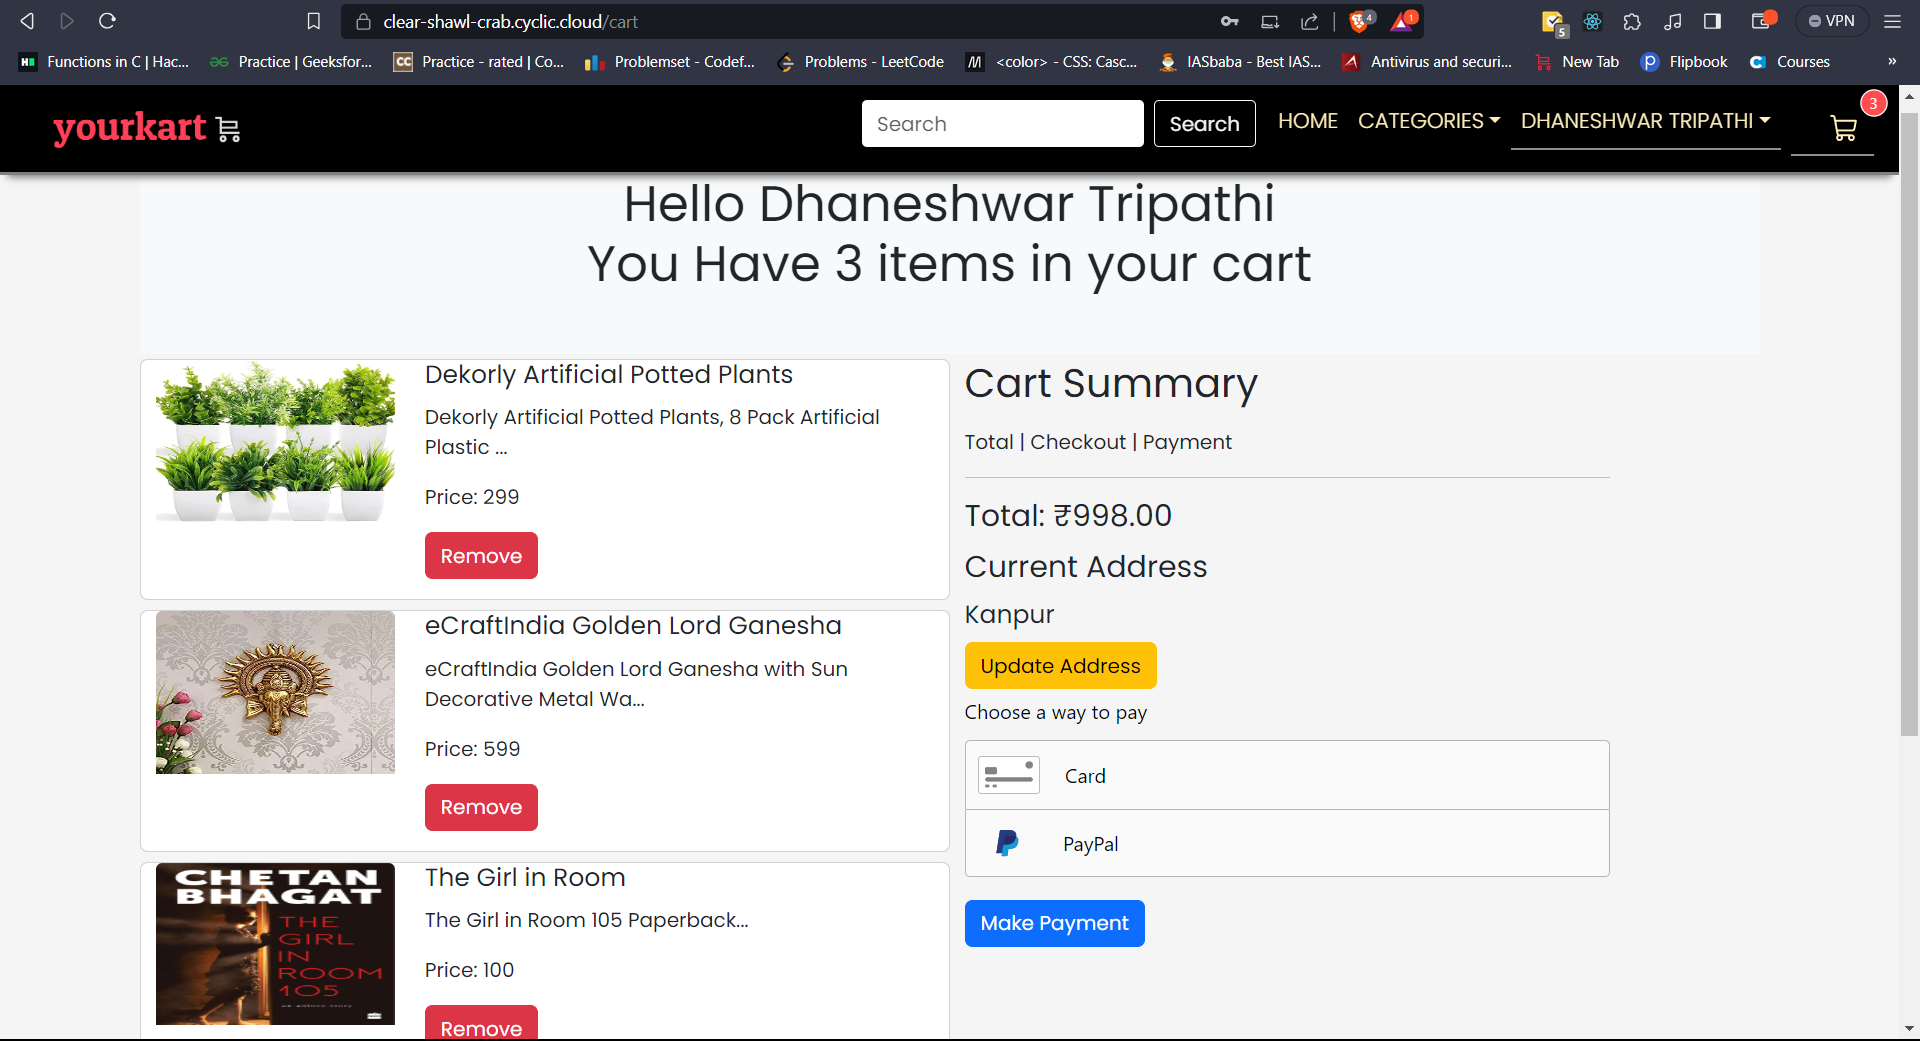 clear-shawl-crab.cyclic.cloud/cart
4
1
5
VPN
Functions in C | Hac...
Practice | Geeksfor...
CC
Practice - rated | Co...
Problemset - Codef...
Problems - LeetCode
<color> - CSS: Casc...
IASbaba - Best IAS...
Antivirus and securi...
New Tab
Flipbook
Courses
»
yourkart
Search
Search
HOME
CATEGORIES
DHANESHWAR TRIPATHI
3
Hello Dhaneshwar Tripathi
You Have 3 items in your cart
Dekorly Artificial Potted Plants
Dekorly Artificial Potted Plants, 8 Pack Artificial
Plastic ...
Price: 299
Remove
eCraftIndia Golden Lord Ganesha
eCraftIndia Golden Lord Ganesha with Sun
Decorative Metal Wa...
Price: 599
Remove
CHETAN
BHAGAT
THE
GIRL
IN
ROOM
105
The Girl in Room
The Girl in Room 105 Paperback...
Price: 100
Remove
Cart Summary
Total | Checkout | Payment
Total: ₹998.00
Current Address
Kanpur
Update Address
Choose a way to pay
Card
PayPal
Make Payment